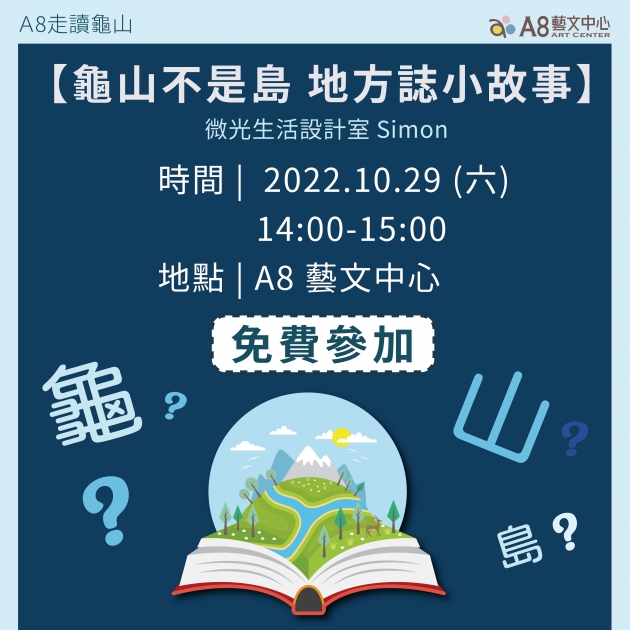 A8走讀龜山
A8藝文中心
ART CENTER
【龜山不是島 地方誌小故事】
微光生活設計室 Simon
時間 | 2022.10.29 (六)
14:00-15:00
地點 | A8 藝文中心
免費參加
龜 ?
山 ?
?
島 ?